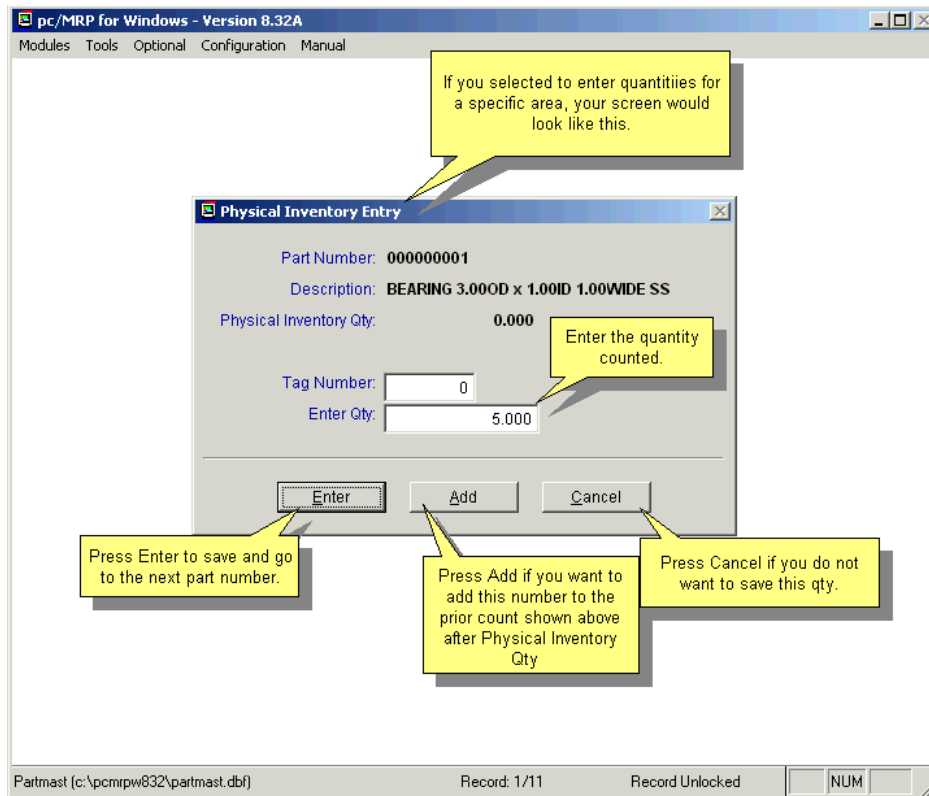 pc/MRP for Windows - Version 8.32A
Modules Tools Optional Configuration Manual
If you selected to enter quantitiies for
a specific area, your screen would
look like this.
Physical Inventory Entry
Part Number: 000000001
Description: BEARING 3.00OD x 1.00ID 1.00WIDE SS
Physical Inventory Qty: 0.000
Enter the quantity
counted.
Tag Number: 0
Enter Qty: 5.000
Enter Add Cancel
Press Enter to save and go
to the next part number.
Press Add if you want to
add this number to the
prior count shown above
after Physical Inventory
Qty
Press Cancel if you do not
want to save this qty.
Partmast (c:\pcmrpw832\partmast.dbf) Record: 1/11 Record Unlocked NUM